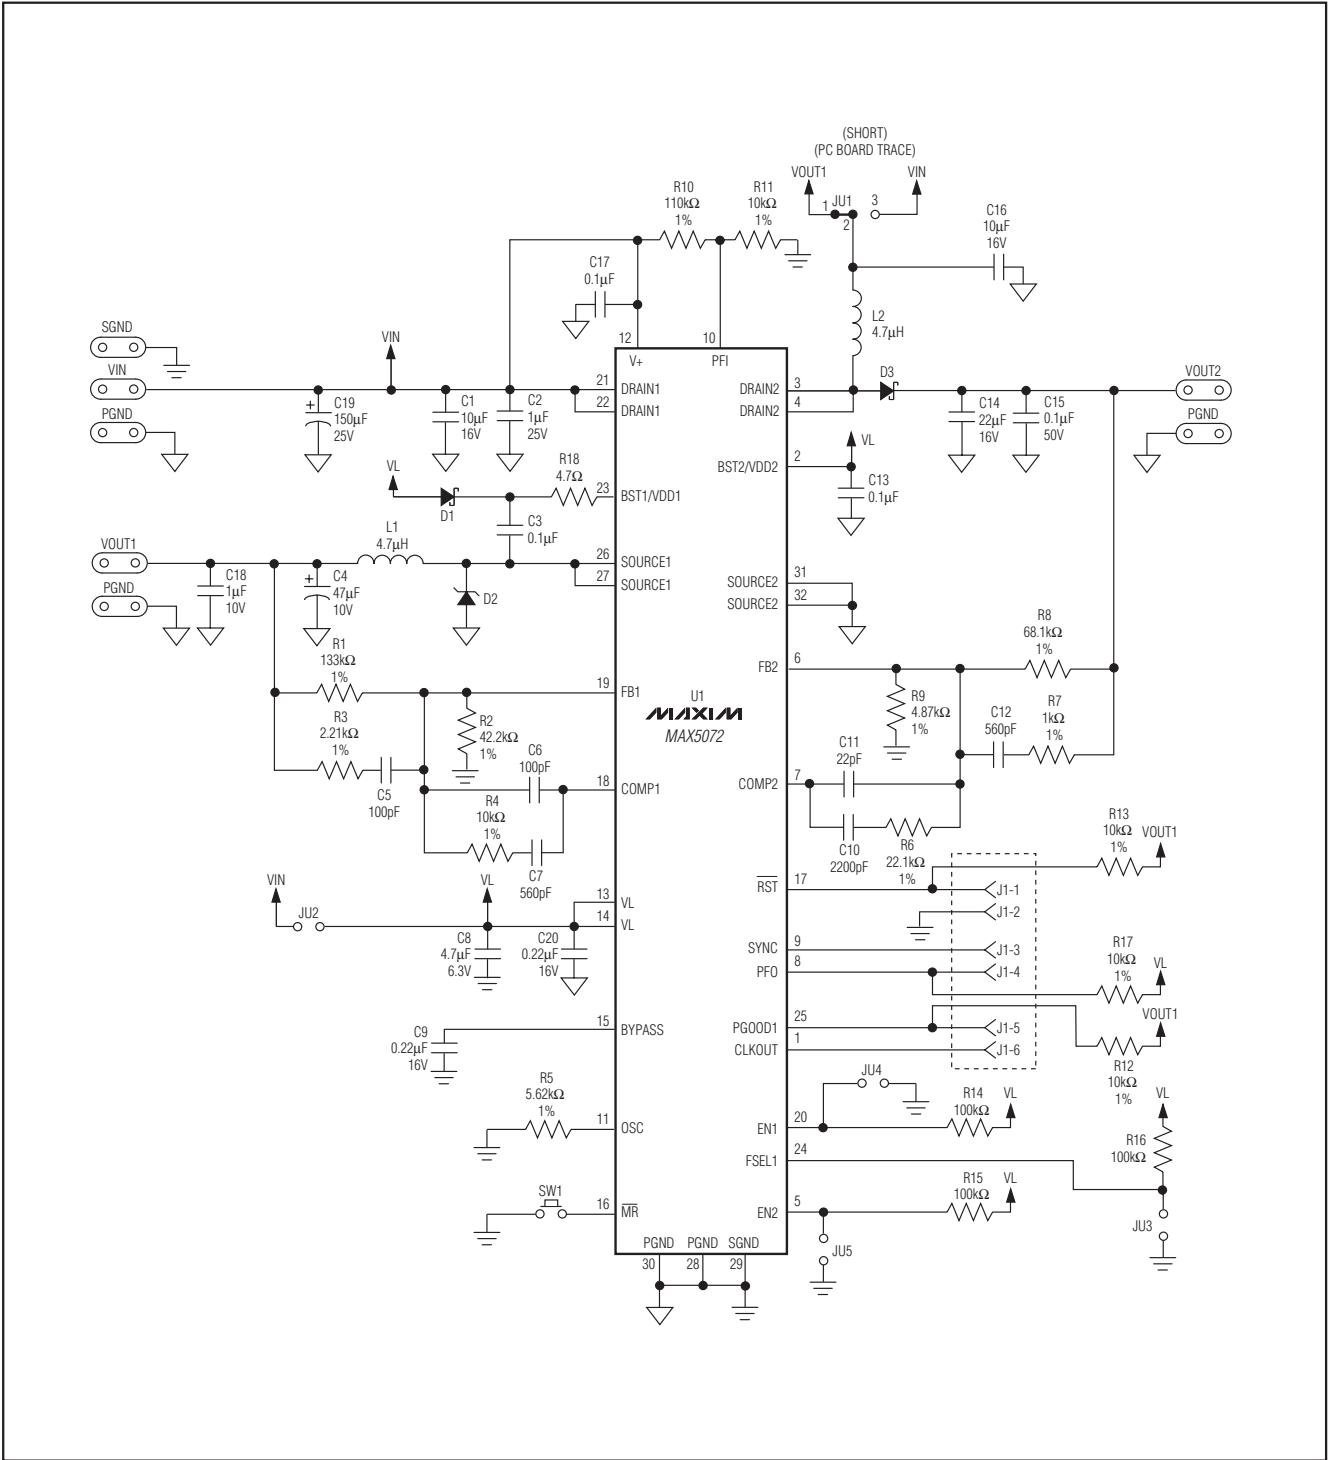 (SHORT)
(PC BOARD TRACE)
VOUT1
VIN
1
JU1
3
2
R10
110kΩ
1%
R11
10kΩ
1%
C16
10µF
16V
C17
0.1µF
L2
4.7µH
SGND
VIN
PGND
VIN
C19
150µF
25V
+
C1
10µF
16V
C2
1µF
25V
12
V+
10
PFI
21
DRAIN1
22
DRAIN1
DRAIN2
3
DRAIN2
4
D3
VOUT2
PGND
C14
22µF
16V
C15
0.1µF
50V
VL
BST2/VDD2
2
C13
0.1µF
VL
D1
R18
4.7Ω
23
BST1/VDD1
C3
0.1µF
VOUT1
PGND
C18
1µF
10V
+
C4
47µF
10V
L1
4.7µH
D2
26
SOURCE1
27
SOURCE1
SOURCE2
31
SOURCE2
32
R1
133kΩ
1%
R3
2.21kΩ
1%
C5
100pF
R2
42.2kΩ
1%
19
FB1
U1
MAXIM
MAX5072
FB2
6
R8
68.1kΩ
1%
R9
4.87kΩ
1%
C12
560pF
R7
1kΩ
1%
C6
100pF
18
COMP1
R4
10kΩ
1%
C7
560pF
COMP2
7
C11
22pF
C10
2200pF
R6
22.1kΩ
1%
R13
10kΩ
1%
VOUT1
RST
17
J1-1
J1-2
VIN
JU2
VL
C8
4.7µF
6.3V
C20
0.22µF
16V
13
VL
14
VL
SYNC
9
J1-3
PFO
8
J1-4
R17
10kΩ
1%
VL
PGOOD1
25
J1-5
CLKOUT
1
J1-6
VOUT1
R12
10kΩ
1%
C9
0.22µF
16V
15
BYPASS
R5
5.62kΩ
1%
11
OSC
JU4
EN1
20
R14
100kΩ
VL
FSEL1
24
VL
R16
100kΩ
JU3
SW1
16
MR
EN2
5
R15
100kΩ
VL
JU5
PGND
PGND
SGND
30
28
29